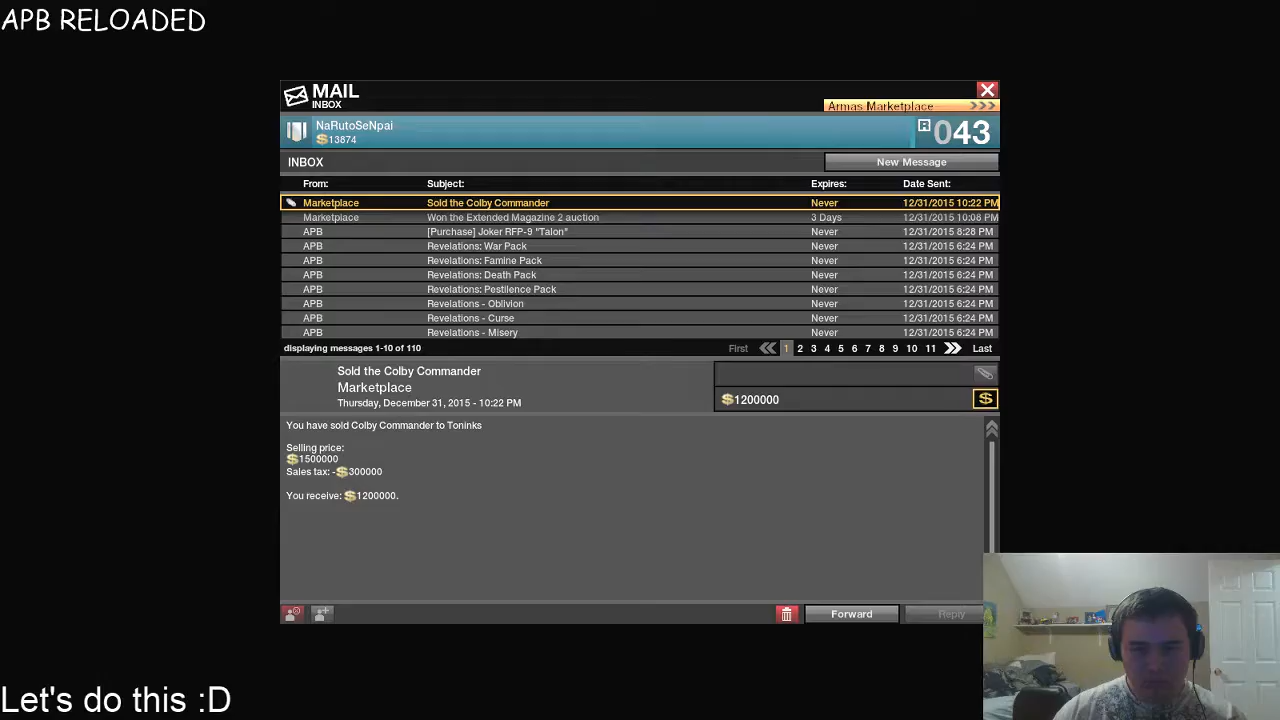 APB RELOADED
MAIL
INBOX
Armas Marketplace >>>
NaRutoSeNpai
$13874
R 043
INBOX
New Message
From: Subject: Expires: Date Sent:
Marketplace Sold the Colby Commander Never 12/31/2015 10:22 PM
Marketplace Won the Extended Magazine 2 auction 3 Days 12/31/2015 10:08 PM
APB [Purchase] Joker RFP-9 "Talon" Never 12/31/2015 8:28 PM
APB Revelations: War Pack Never 12/31/2015 6:24 PM
APB Revelations: Famine Pack Never 12/31/2015 6:24 PM
APB Revelations: Death Pack Never 12/31/2015 6:24 PM
APB Revelations: Pestilence Pack Never 12/31/2015 6:24 PM
APB Revelations - Oblivion Never 12/31/2015 6:24 PM
APB Revelations - Curse Never 12/31/2015 6:24 PM
APB Revelations - Misery Never 12/31/2015 6:24 PM
displaying messages 1-10 of 110 First 1 2 3 4 5 6 7 8 9 10 11 Last
Sold the Colby Commander
Marketplace
Thursday, December 31, 2015 - 10:22 PM
$1200000 $
You have sold Colby Commander to Toninks
Selling price:
$1500000
Sales tax: -$300000
You receive: $1200000.
Forward Reply
Let's do this :D